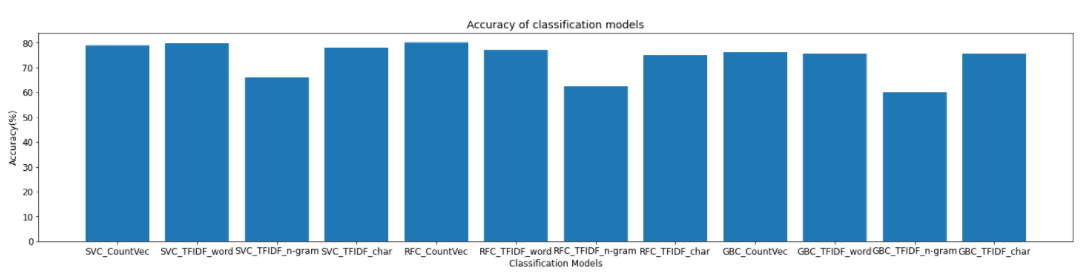 Accuracy of classification models
Accuracy(%)
80
70
60
50
40
30
20
10
0
SVC_CountVec SVC_TFIDF_word SVC_TFIDF_n-gram SVC_TFIDF_char RFC_CountVec RFC_TFIDF_word RFC_TFIDF_n-gram RFC_TFIDF_char GBC_CountVec GBC_TFIDF_word GBC_TFIDF_n-gram GBC_TFIDF_char
Classification Models